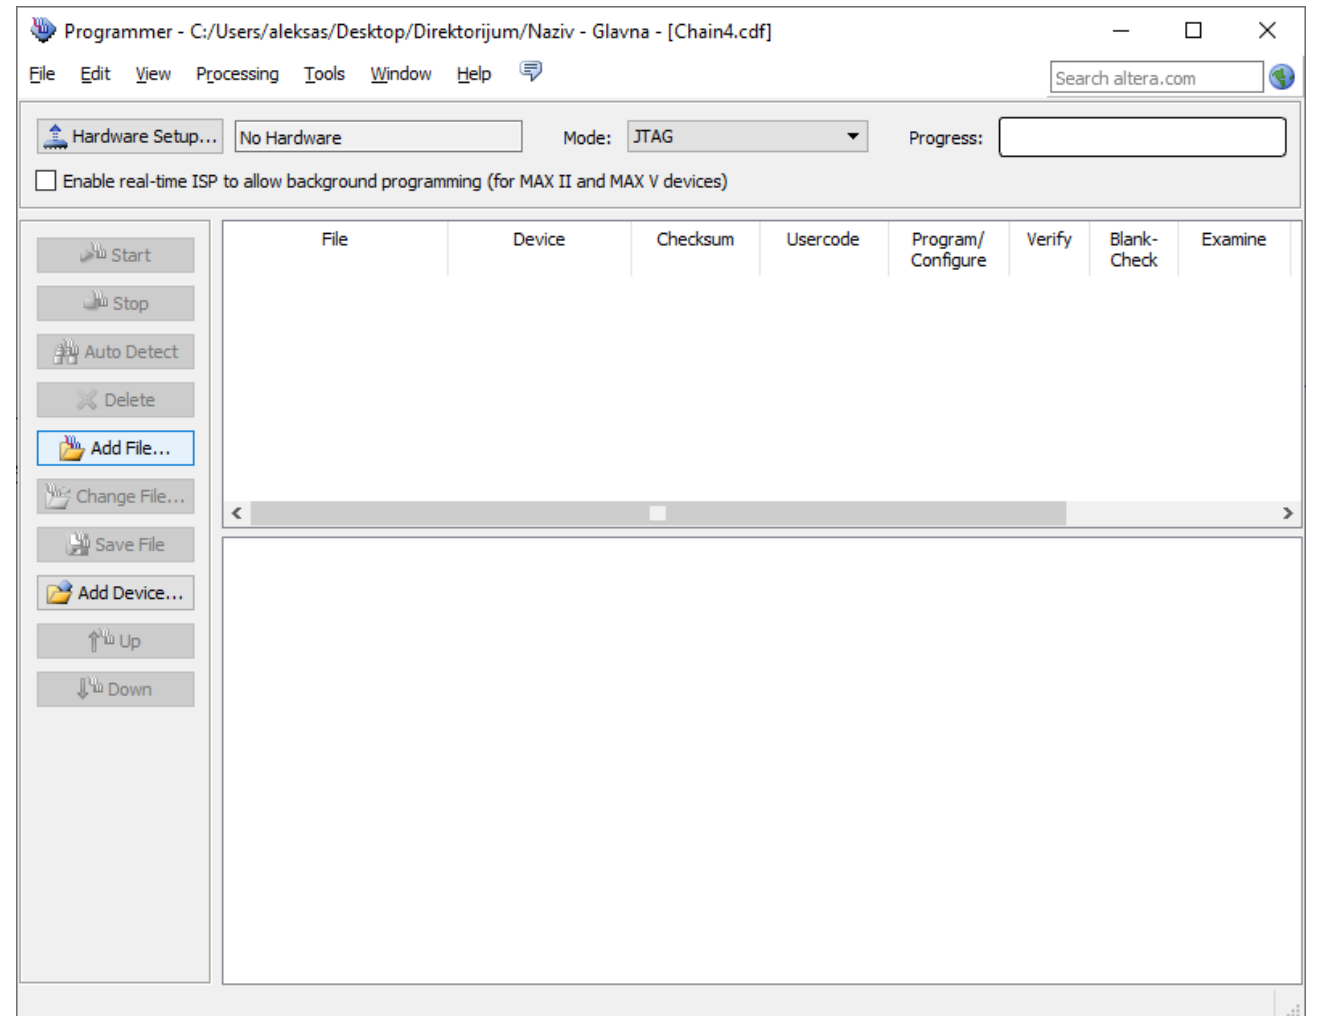 Programmer - C:/Users/aleksas/Desktop/Direktorijum/Naziv - Glavna - [Chain4.cdf]
File Edit View Processing Tools Window Help Search altera.com
Hardware Setup... No Hardware Mode: JTAG Progress:
Enable real-time ISP to allow background programming (for MAX II and MAX V devices)
File Device Checksum Usercode Program/ Verify Blank- Examine
Configure Check
Start
Stop
Auto Detect
Delete
Add File...
Change File...
Save File
Add Device...
Up
Down